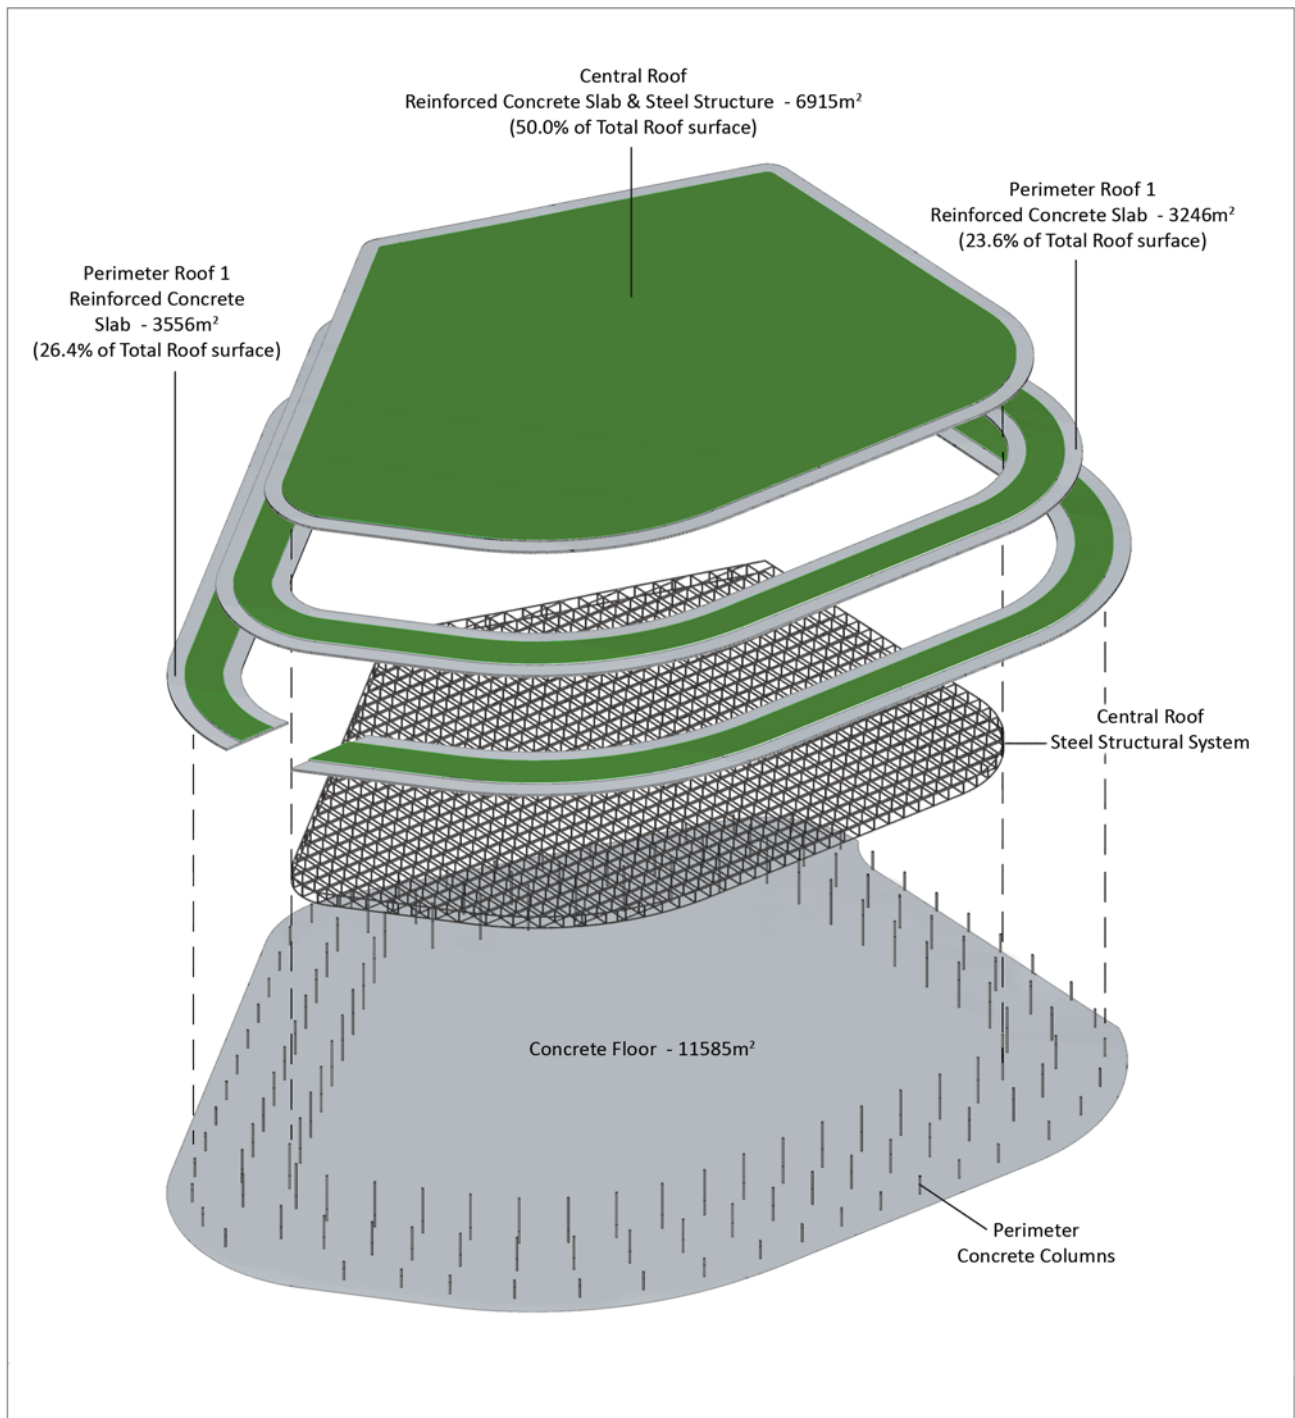 Central Roof
Reinforced Concrete Slab & Steel Structure - 6915m²
(50.0% of Total Roof surface)
Perimeter Roof 1
Reinforced Concrete Slab - 3246m²
(23.6% of Total Roof surface)
Perimeter Roof 1
Reinforced Concrete
Slab - 3556m²
(26.4% of Total Roof surface)
Central Roof
Steel Structural System
Concrete Floor - 11585m²
Perimeter
Concrete Columns